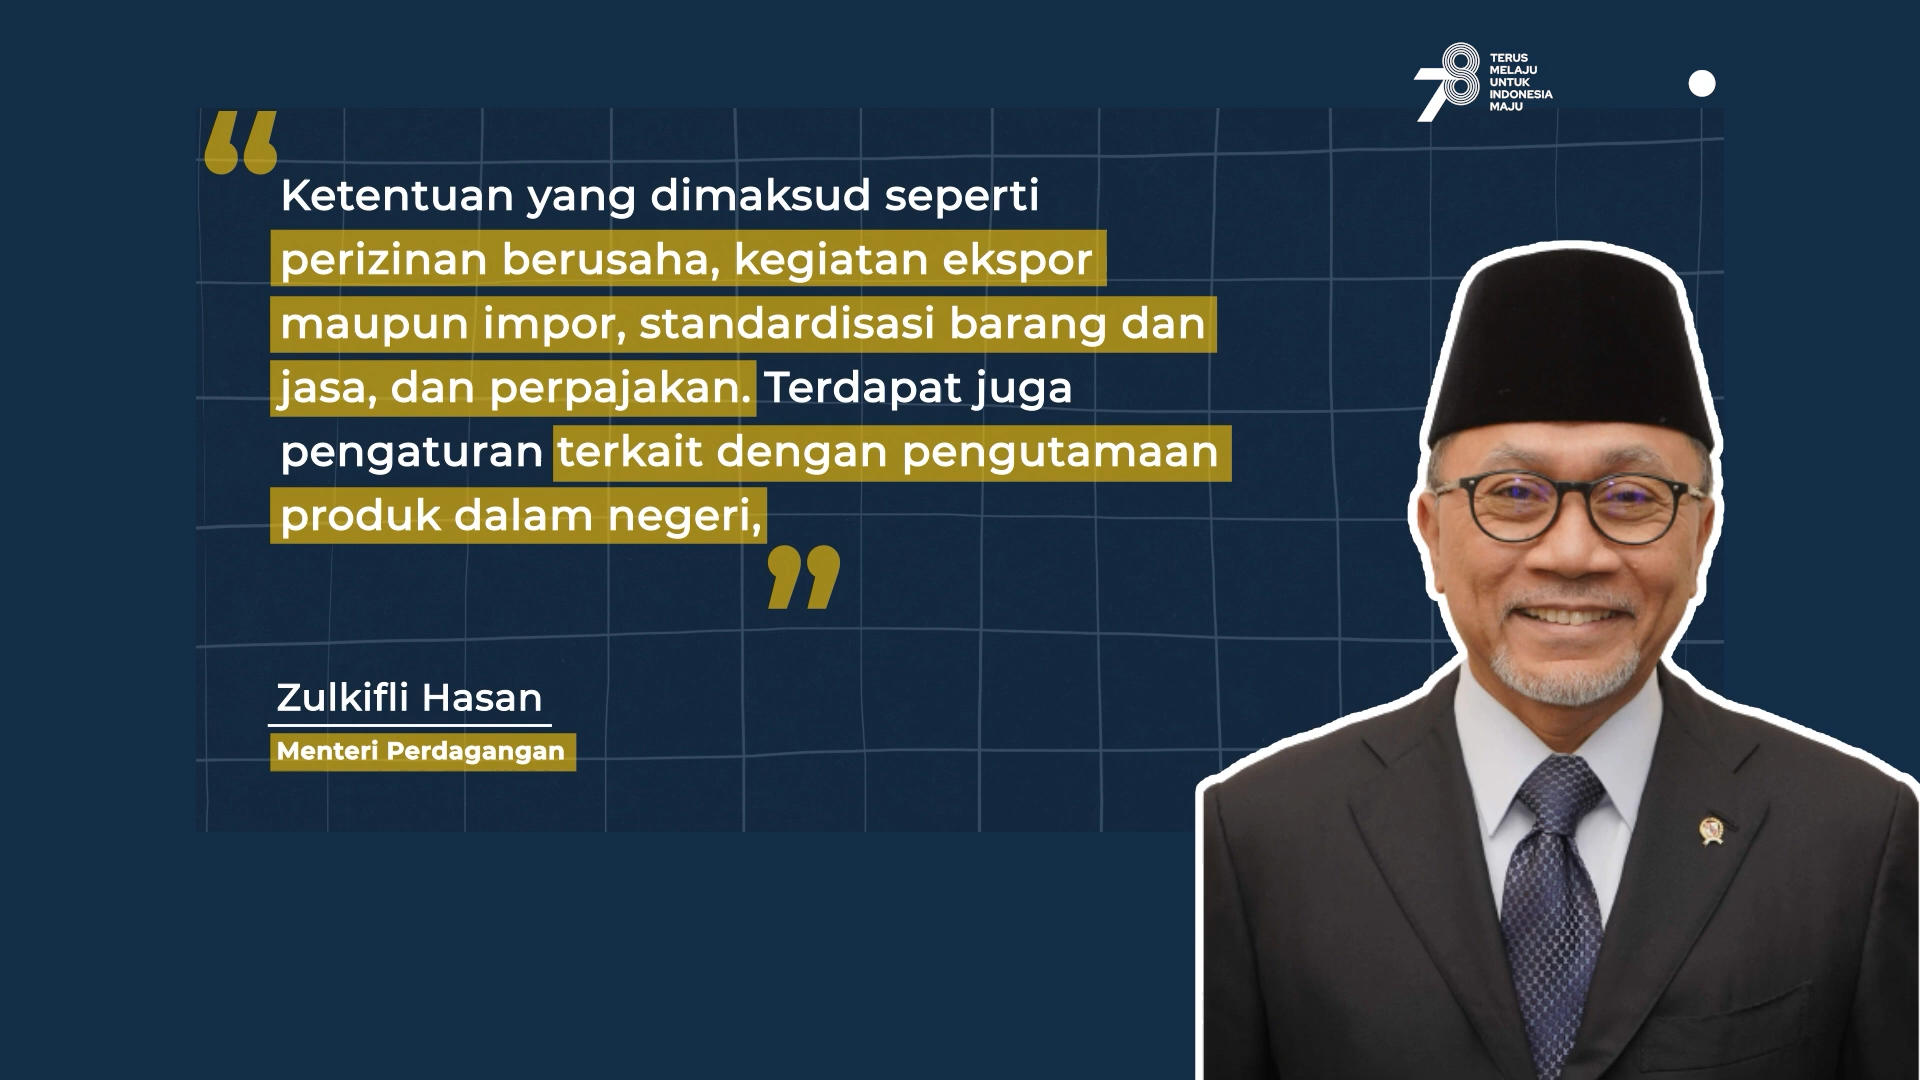 78
TERUS
MELAJU
UNTUK
INDONESIA
MAJU
“
Ketentuan yang dimaksud seperti
perizinan berusaha, kegiatan ekspor
maupun impor, standardisasi barang dan
jasa, dan perpajakan. Terdapat juga
pengaturan terkait dengan pengutamaan
produk dalam negeri,
”
Zulkifli Hasan
Menteri Perdagangan